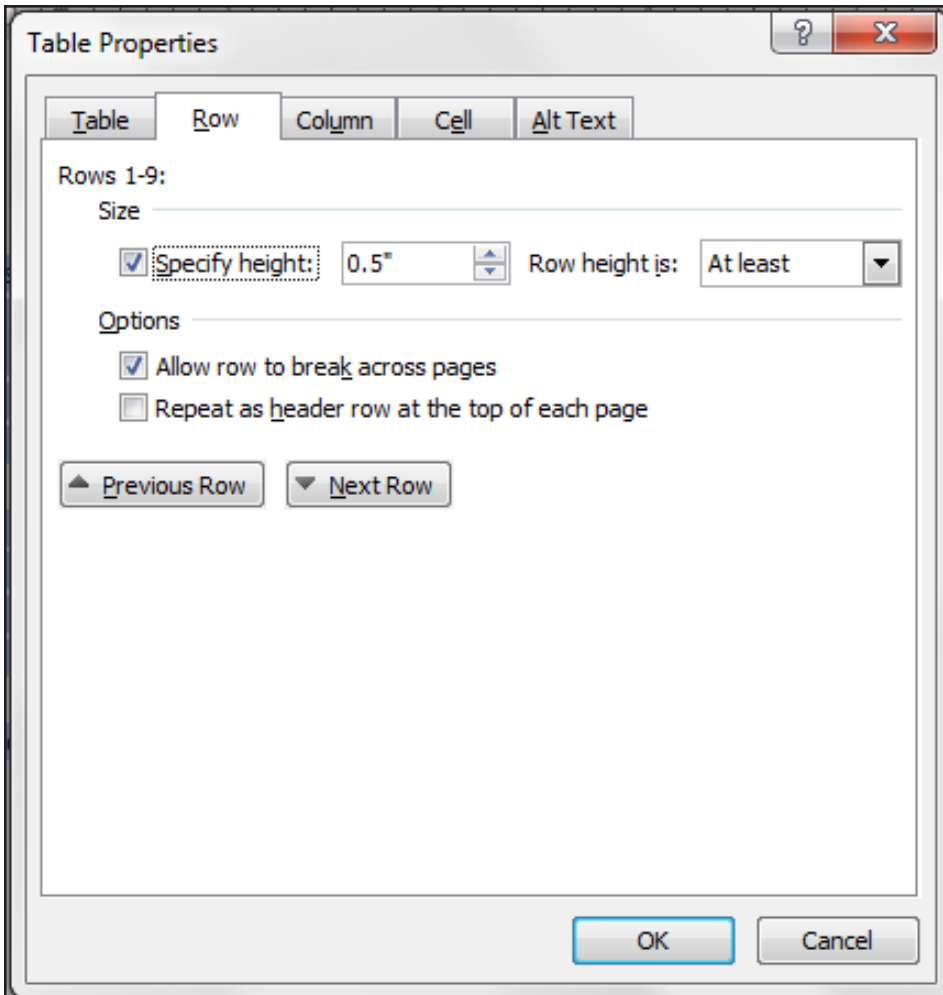 Table Properties
?
Table Row Column Cell Alt Text
Rows 1-9:
Size
Specify height: 0.5" Row height is: At least
Options
Allow row to break across pages
Repeat as header row at the top of each page
Previous Row Next Row
OK Cancel